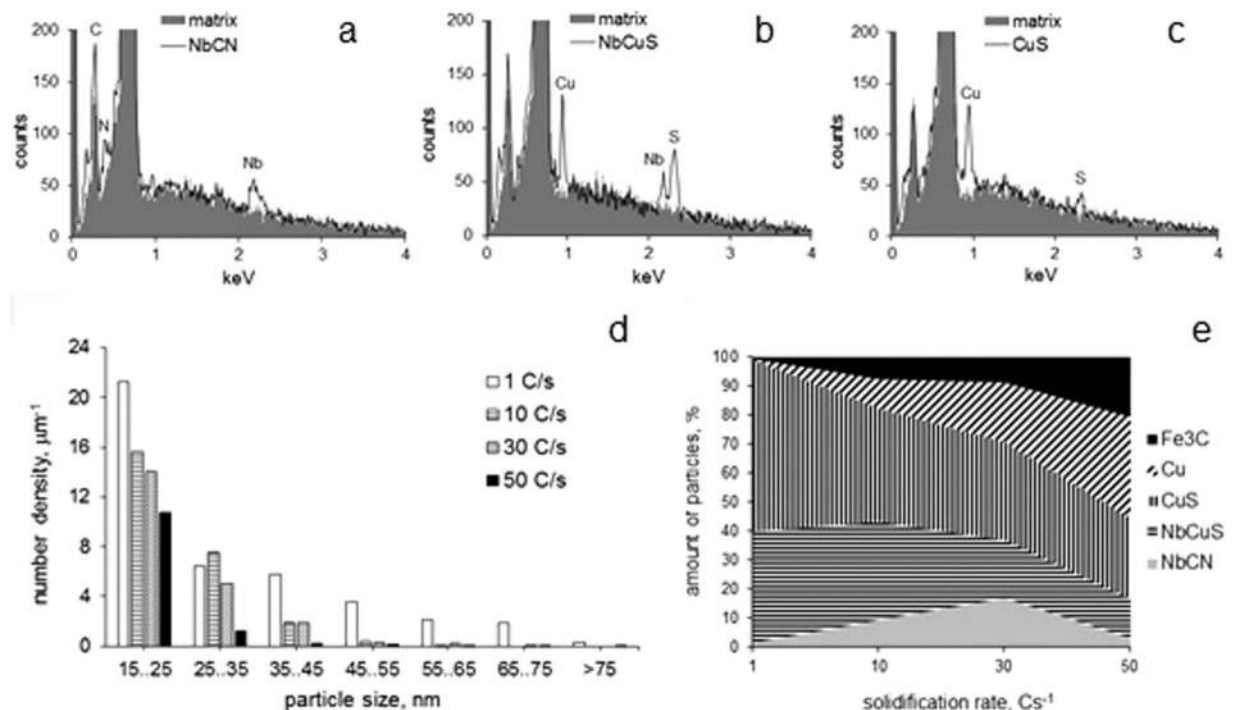 matrix
NbCN
a
200
150
100
50
0
counts
C
N
Nb
0 1 2 3 4
keV
matrix
NbCuS
b
200
150
100
50
0
counts
Cu
Nb
S
0 1 2 3 4
keV
matrix
CuS
c
200
150
100
50
0
counts
Cu
S
0 1 2 3 4
keV
d
24
20
16
12
8
4
0
number density, µm⁻¹
1 C/s
10 C/s
30 C/s
50 C/s
15..25 25..35 35..45 45..55 55..65 65..75 >75
particle size, nm
e
100
90
80
70
60
50
40
30
20
10
0
amount of particles, %
Fe3C
Cu
CuS
NbCuS
NbCN
1 10 30 50
solidification rate, Cs⁻¹